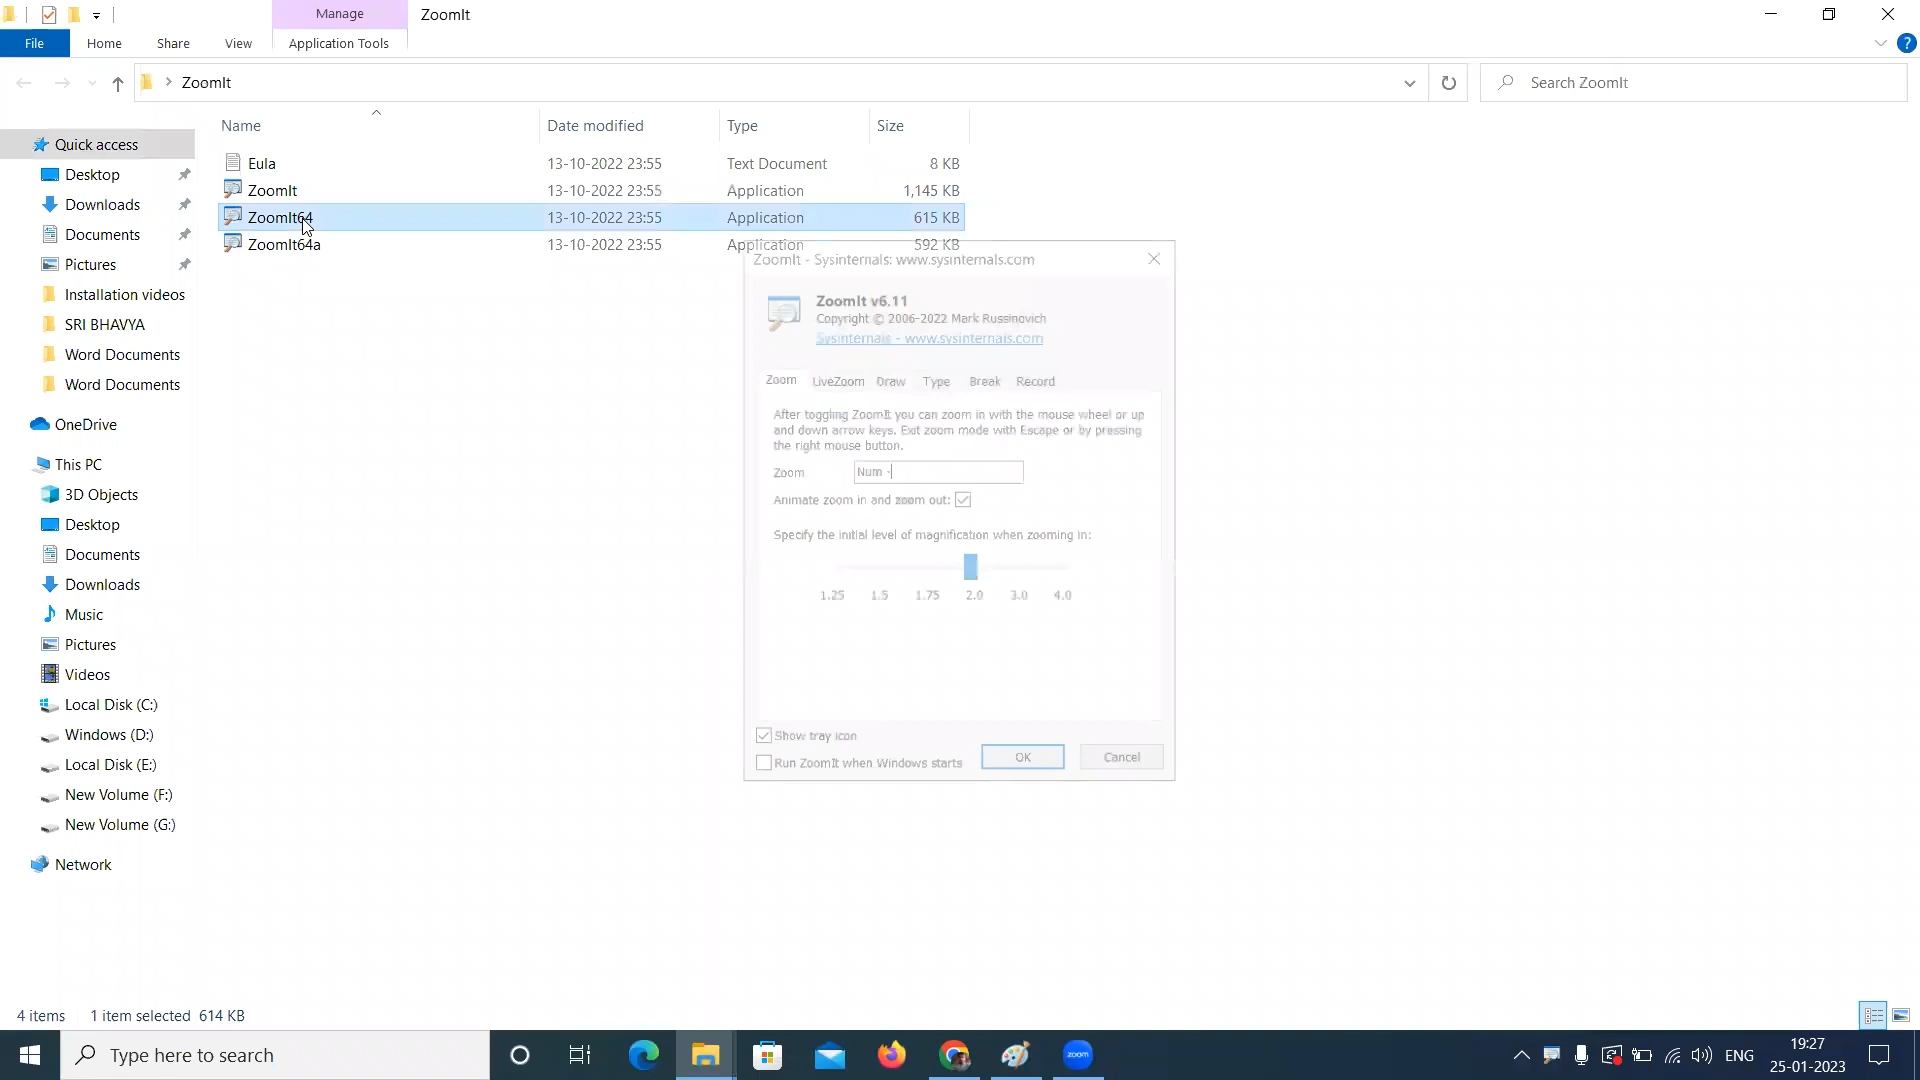 Manage
ZoomIt
File
Home
Share
View
Application Tools
ZoomIt
Search ZoomIt
Name
Date modified
Type
Size
Eula
13-10-2022 23:55
Text Document
8 KB
ZoomIt
13-10-2022 23:55
Application
1,145 KB
ZoomIt64
13-10-2022 23:55
Application
615 KB
ZoomIt64a
13-10-2022 23:55
Application
592 KB
Quick access
Desktop
Downloads
Documents
Pictures
Installation videos
SRI BHAVYA
Word Documents
Word Documents
OneDrive
This PC
3D Objects
Desktop
Documents
Downloads
Music
Pictures
Videos
Local Disk (C:)
Windows (D:)
Local Disk (E:)
New Volume (F:)
New Volume (G:)
Network
ZoomIt - Sysinternals: www.sysinternals.com
ZoomIt v6.11
Copyright © 2006-2022 Mark Russinovich
Sysinternals - www.sysinternals.com
Zoom
LiveZoom
Draw
Type
Break
Record
After toggling ZoomIt you can zoom in with the mouse wheel or up
and down arrow keys. Exit zoom mode with Escape or by pressing
the right mouse button.
Zoom
Num -
Animate zoom in and zoom out:
Specify the initial level of magnification when zooming in:
1.25 1.5 1.75 2.0 3.0 4.0
Show tray icon
Run ZoomIt when Windows starts
OK
Cancel
4 items
1 item selected 614 KB
Type here to search
zoom
ENG
19:27
25-01-2023